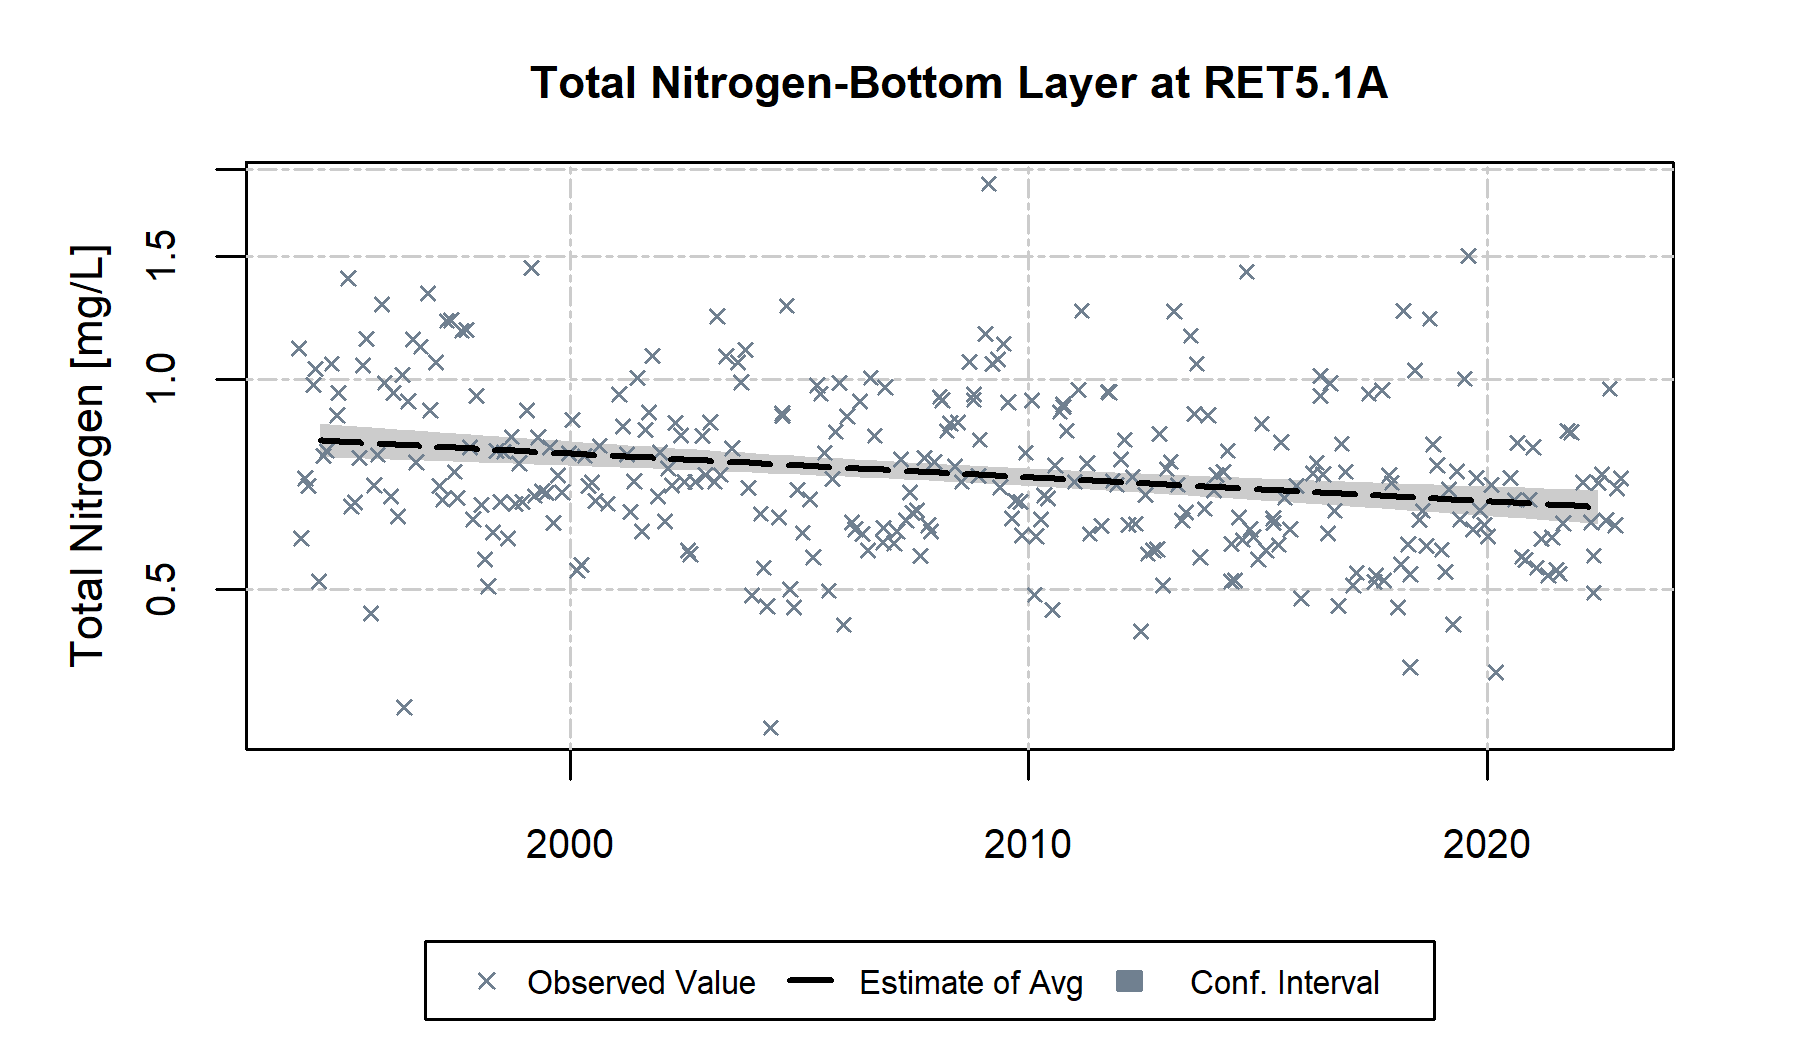 Total Nitrogen-Bottom Layer at RET5.1A
Total Nitrogen [mg/L]
1.5
1.0
0.5
2000
2010
2020
Observed Value
Estimate of Avg
Conf. Interval